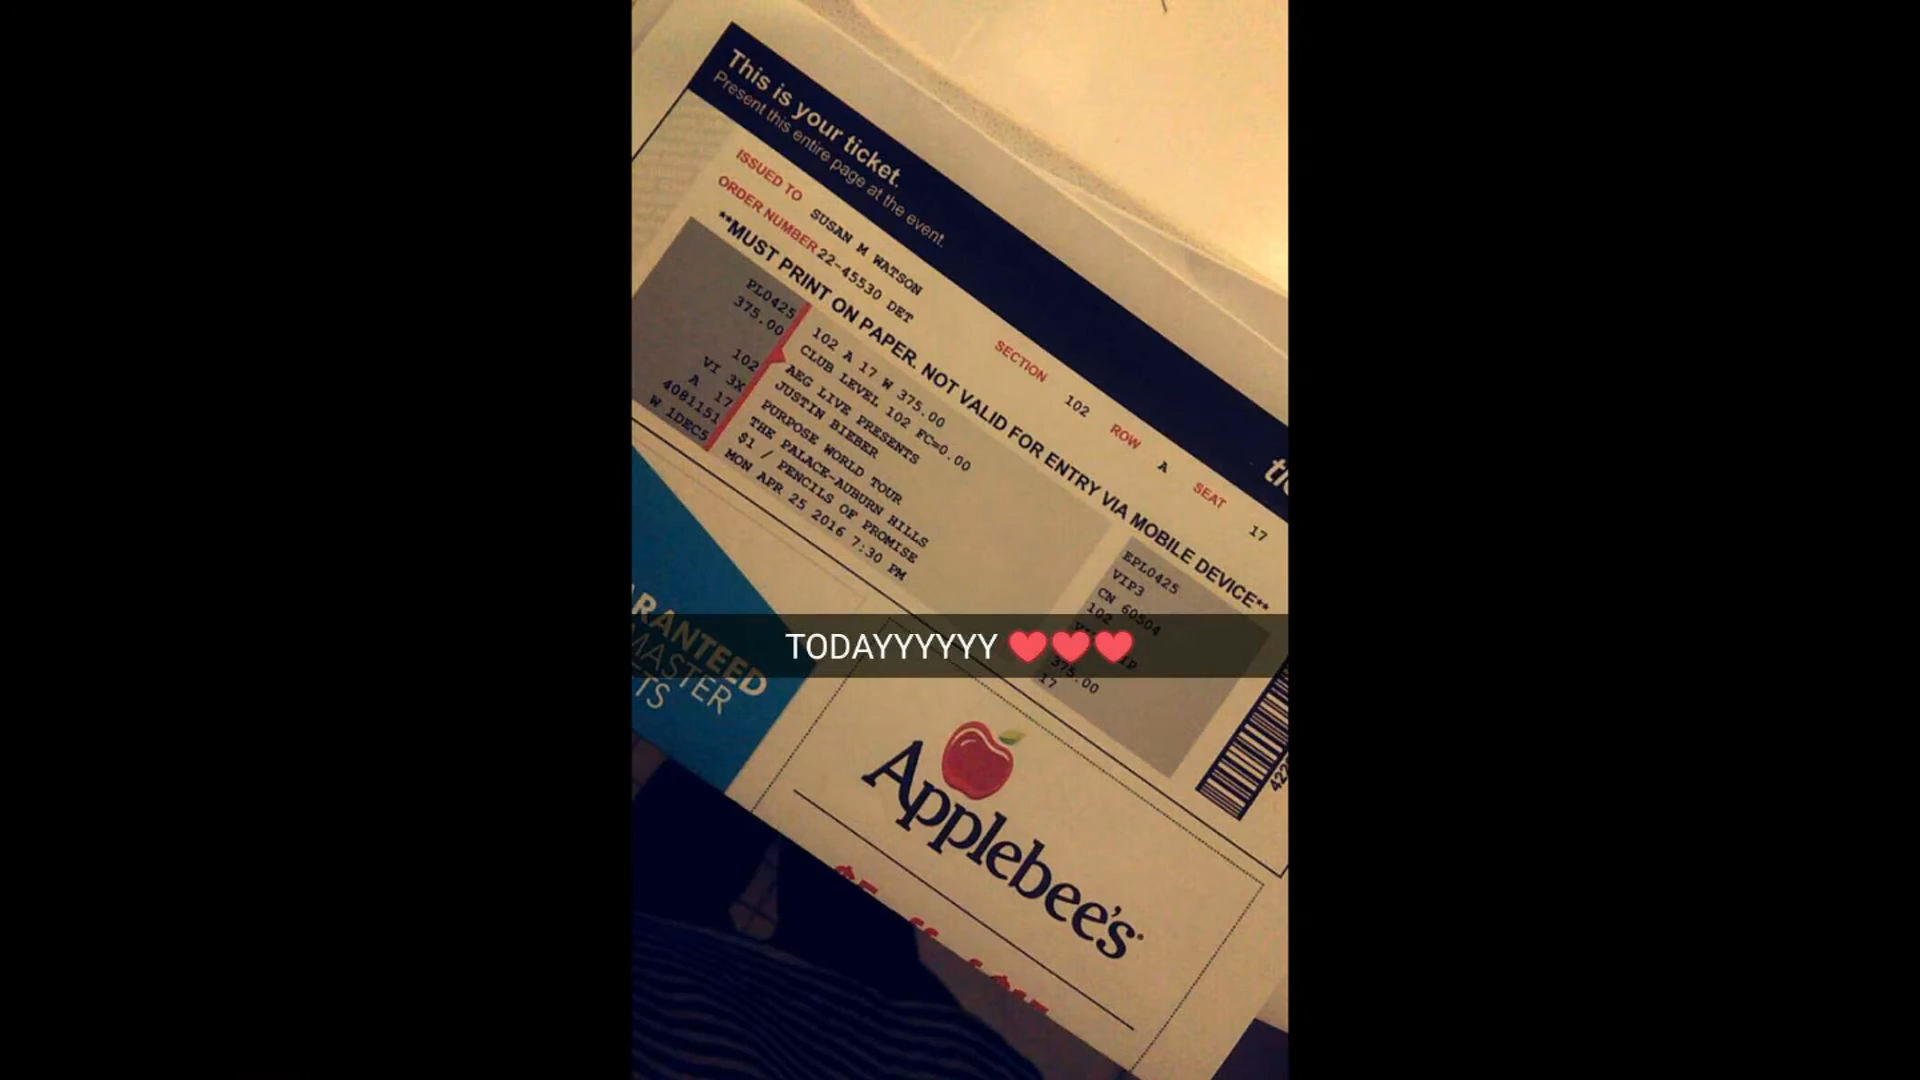 This is your ticket.
Present this entire page at the event.
ISSUED TO SUSAN M WATSON
ORDER NUMBER 22-45530 DET
SECTION 102 ROW A SEAT 17
**MUST PRINT ON PAPER. NOT VALID FOR ENTRY VIA MOBILE DEVICE**
PL0425
375.00
102
VI 3X
A 17
4081151
W 1DEC5
102 A 17 W 375.00
CLUB LEVEL 102 FC=0.00
AEG LIVE PRESENTS
JUSTIN BIEBER
PURPOSE WORLD TOUR
THE PALACE-AUBURN HILLS
$1 / PENCILS OF PROMISE
MON APR 25 2016 7:30 PM
EPL0425
VIP3
CN 60504
102
375.00
17
TODAYYYYYY ❤❤❤
RANTEED
MASTER
TS
Applebee's